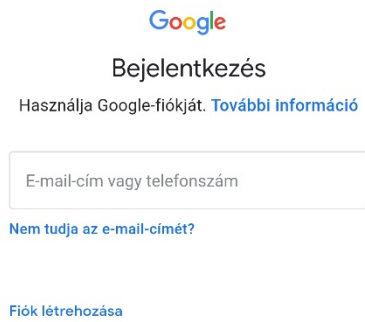 Google
Bejelentkezés
Használja Google-fiókját. További információ
E-mail-cím vagy telefonszám
Nem tudja az e-mail-címét?
Fiók létrehozása